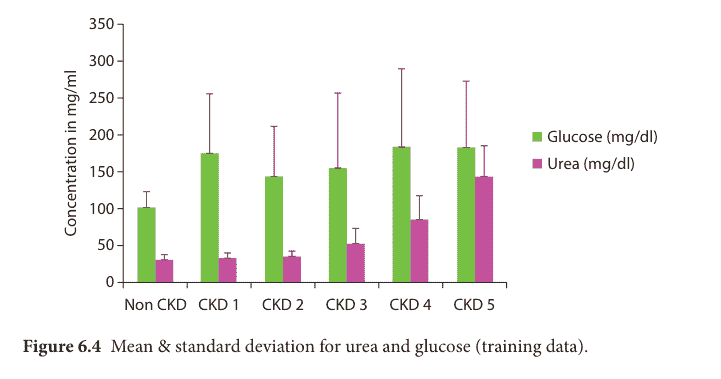 350
300
250
200
150
100
50
0
Concentration in mg/ml
Non CKD CKD 1 CKD 2 CKD 3 CKD 4 CKD 5
Glucose (mg/dl)
Urea (mg/dl)
Figure 6.4 Mean & standard deviation for urea and glucose (training data).